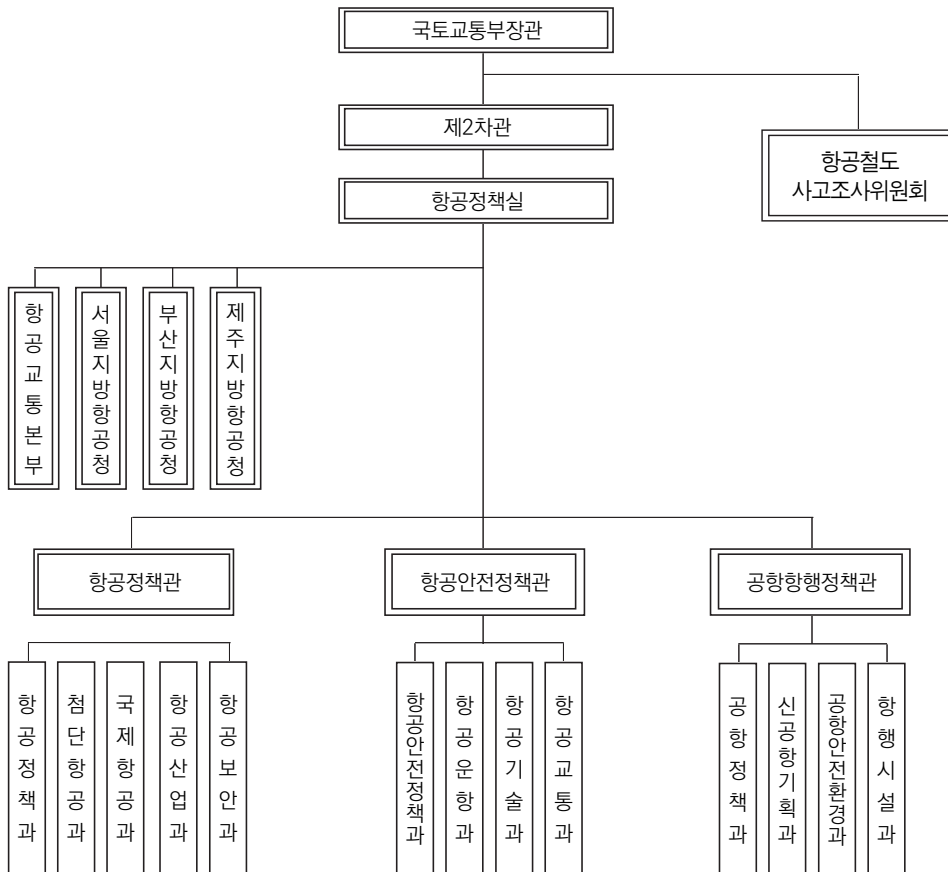 국토교통부장관
제2차관
항공철도
사고조사위원회
항공정책실
항공교통본부
서울지방항공청
부산지방항공청
제주지방항공청
항공정책관
항공안전정책관
공항항행정책관
항공정책과
첨단항공과
국제항공과
항공산업과
항공보안과
항공안전정책과
항공운항과
항공기술과
항공교통과
공항정책과
신공항기획과
공항안전환경과
항행시설과